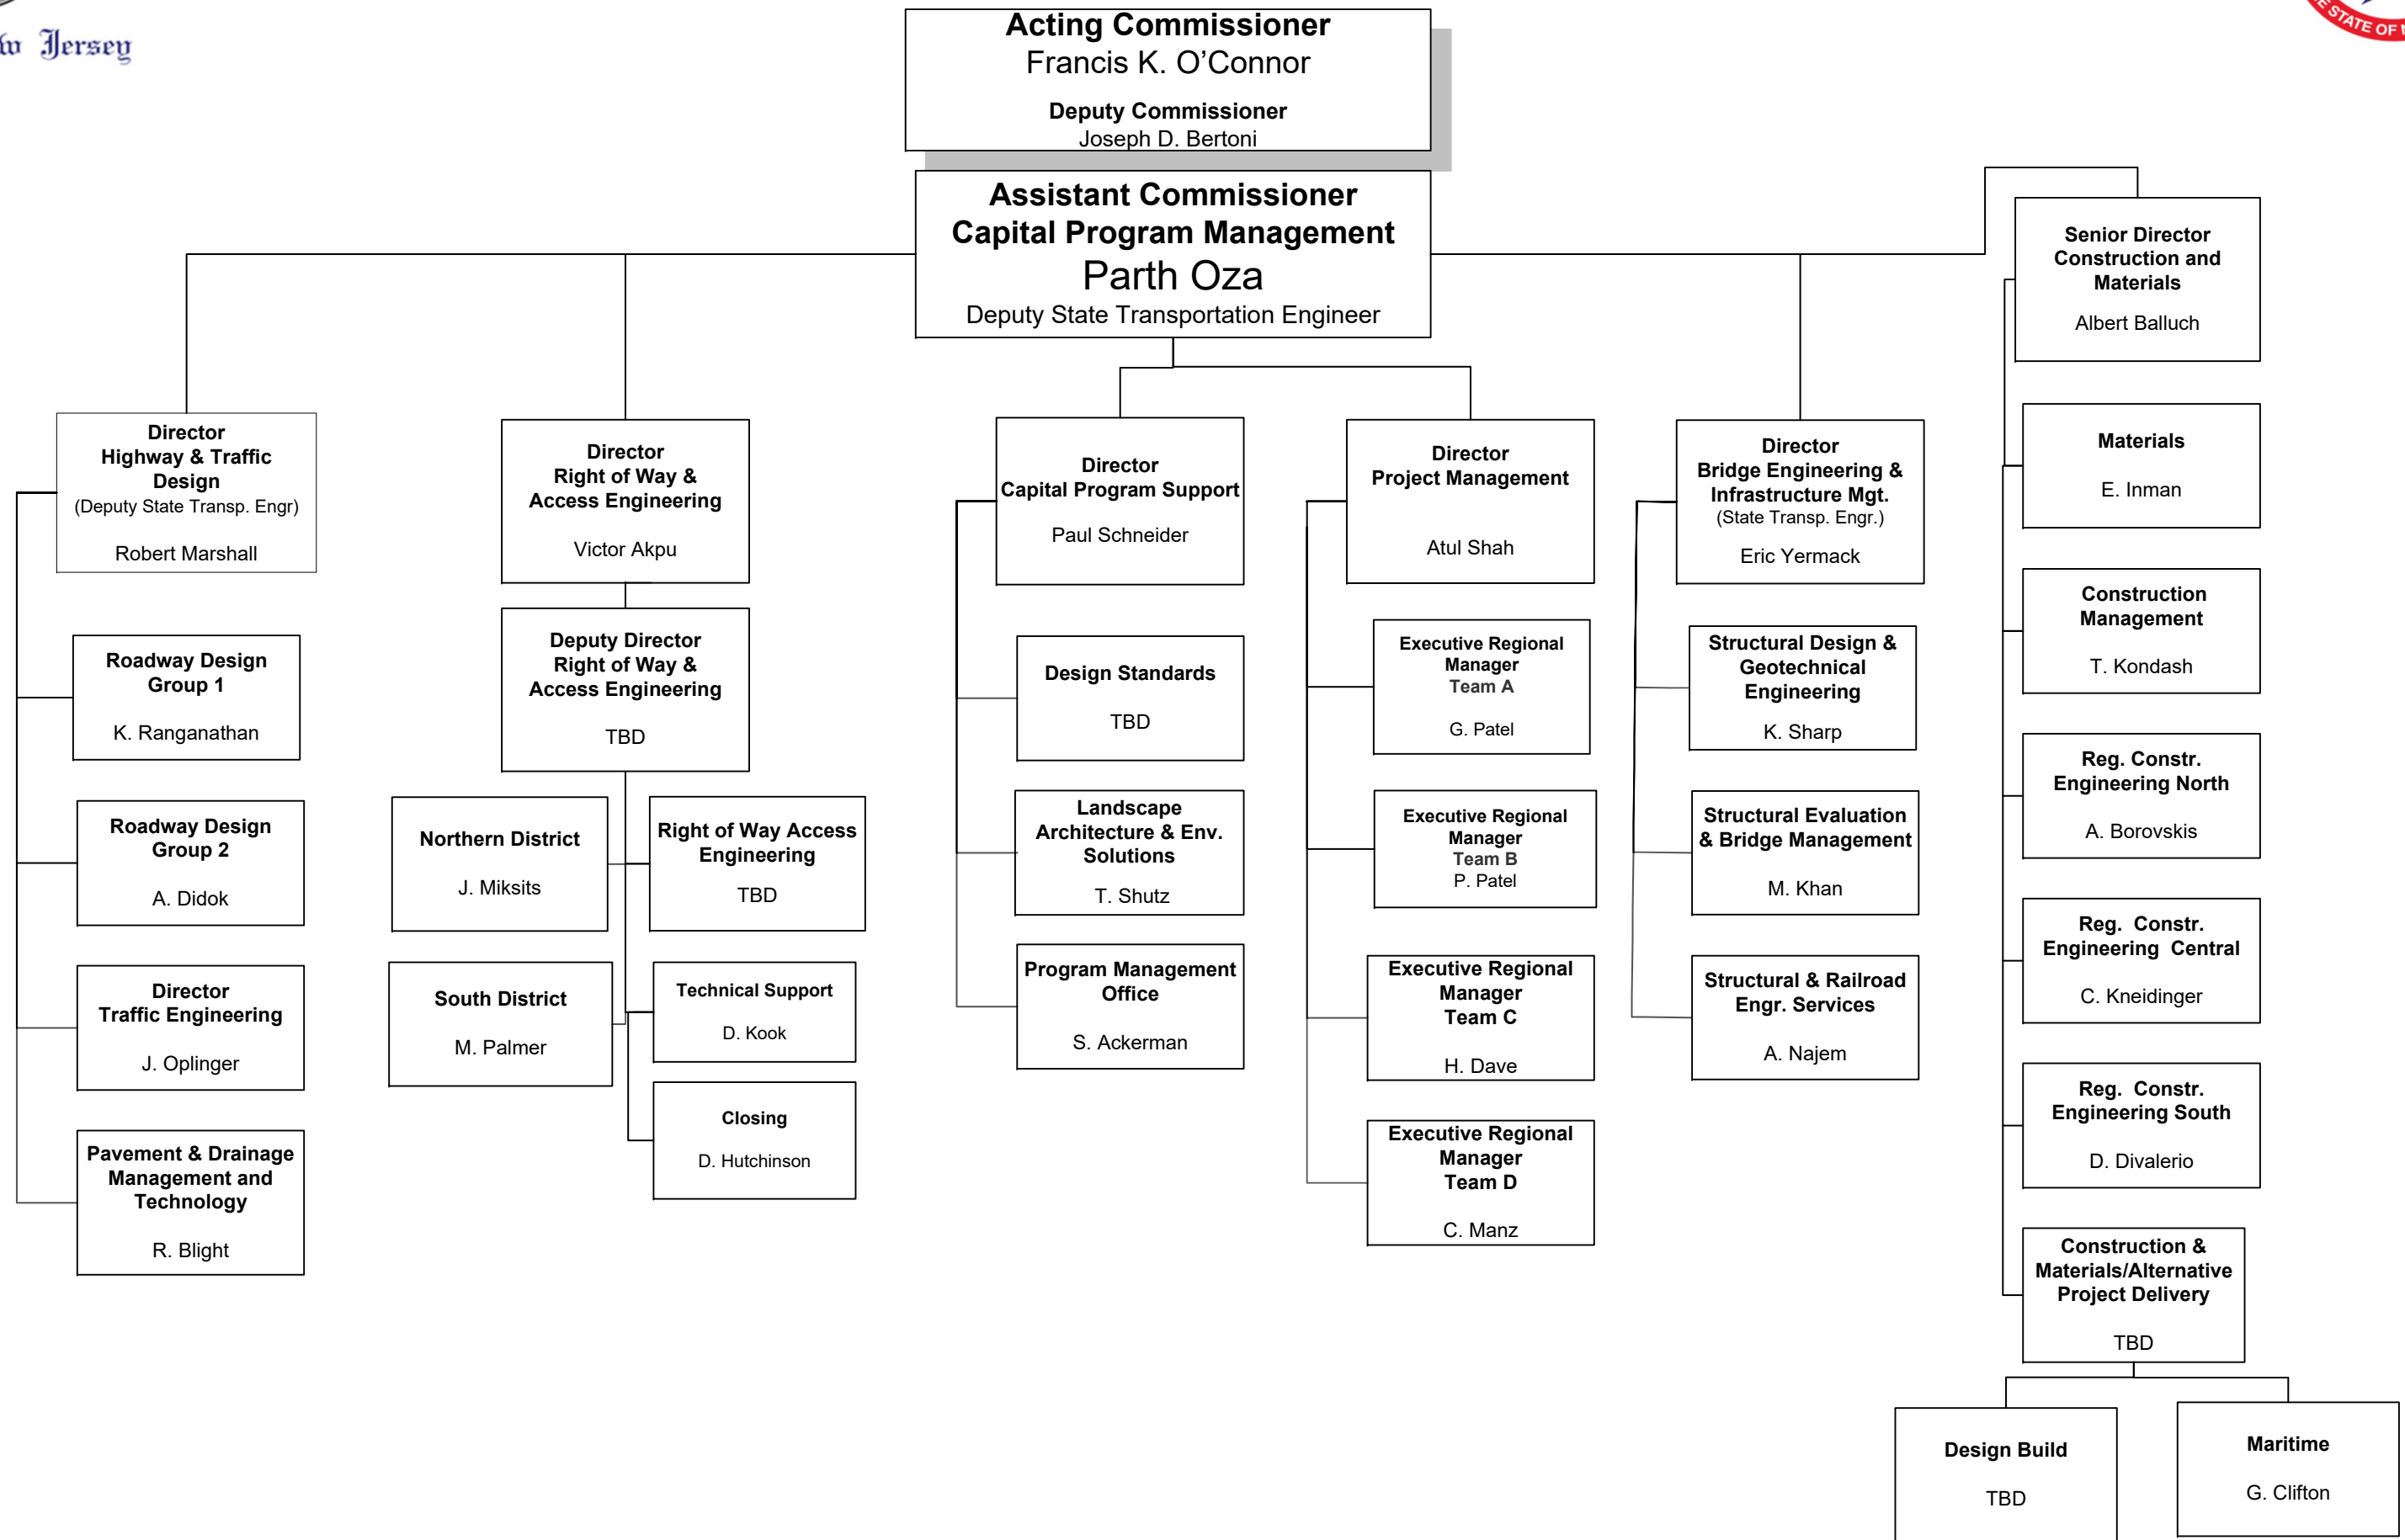 Jersey
STATE OF
Acting Commissioner
Francis K. O’Connor
Deputy Commissioner
Joseph D. Bertoni
Assistant Commissioner
Capital Program Management
Parth Oza
Deputy State Transportation Engineer
Director
Highway & Traffic
Design
(Deputy State Transp. Engr)
Robert Marshall
Roadway Design
Group 1
K. Ranganathan
Roadway Design
Group 2
A. Didok
Director
Traffic Engineering
J. Oplinger
Pavement & Drainage
Management and
Technology
R. Blight
Director
Right of Way &
Access Engineering
Victor Akpu
Deputy Director
Right of Way &
Access Engineering
TBD
Northern District
J. Miksits
Right of Way Access
Engineering
TBD
South District
M. Palmer
Technical Support
D. Kook
Closing
D. Hutchinson
Director
Capital Program Support
Paul Schneider
Design Standards
TBD
Landscape
Architecture & Env.
Solutions
T. Shutz
Program Management
Office
S. Ackerman
Director
Project Management
Atul Shah
Executive Regional
Manager
Team A
G. Patel
Executive Regional
Manager
Team B
P. Patel
Executive Regional
Manager
Team C
H. Dave
Executive Regional
Manager
Team D
C. Manz
Director
Bridge Engineering &
Infrastructure Mgt.
(State Transp. Engr.)
Eric Yermack
Structural Design &
Geotechnical
Engineering
K. Sharp
Structural Evaluation
& Bridge Management
M. Khan
Structural & Railroad
Engr. Services
A. Najem
Senior Director
Construction and
Materials
Albert Balluch
Materials
E. Inman
Construction
Management
T. Kondash
Reg. Constr.
Engineering North
A. Borovskis
Reg. Constr.
Engineering Central
C. Kneidinger
Reg. Constr.
Engineering South
D. Divalerio
Construction &
Materials/Alternative
Project Delivery
TBD
Design Build
TBD
Maritime
G. Clifton